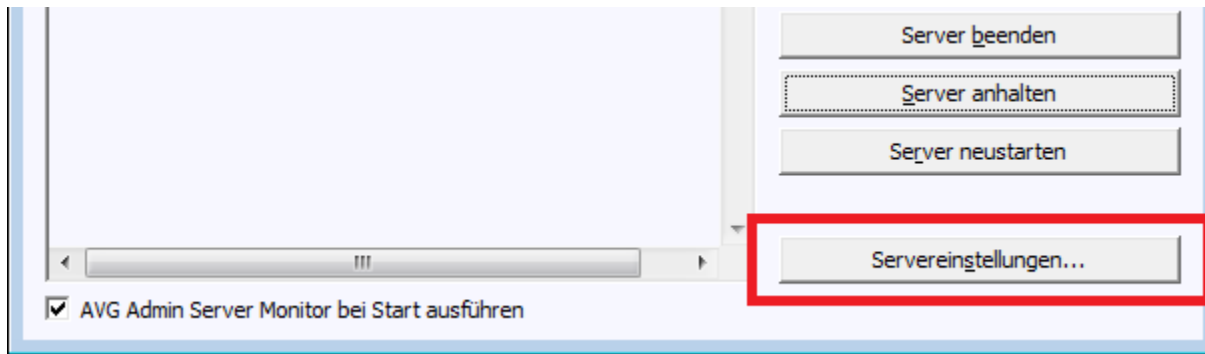 Server beenden
Server anhalten
Server neustarten
Servereinstellungen...
AVG Admin Server Monitor bei Start ausführen